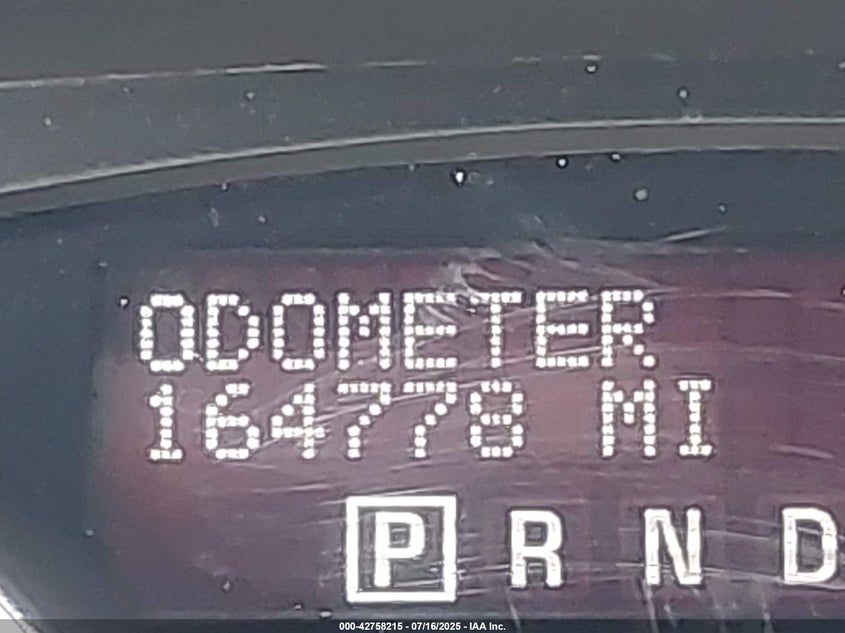 ODOMETER
164778 MI
P R N D
000-42758215 - 07/16/2025 - IAA Inc.